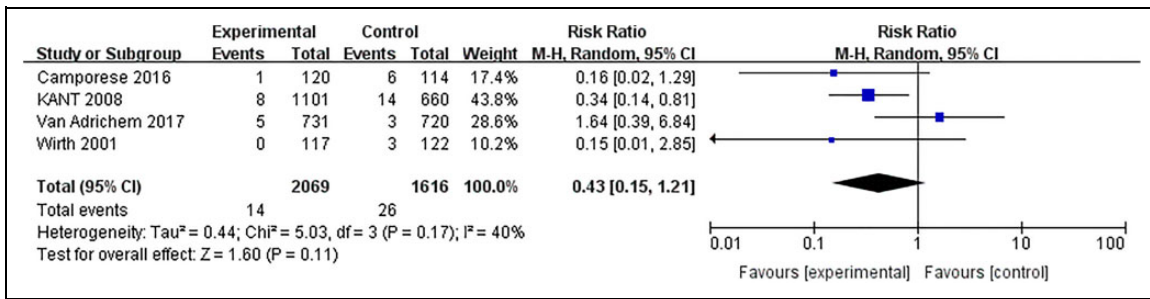 Experimental Control Risk Ratio Risk Ratio
Study or Subgroup Events Total Events Total Weight M-H, Random, 95% CI M-H, Random, 95% CI
Camporese 2016 1 120 6 114 17.4% 0.16 [0.02, 1.29]
KANT 2008 8 1101 14 660 43.8% 0.34 [0.14, 0.81]
Van Adrichem 2017 5 731 3 720 28.6% 1.64 [0.39, 6.84]
Wirth 2001 0 117 3 122 10.2% 0.15 [0.01, 2.85]
Total (95% CI) 2069 1616 100.0% 0.43 [0.15, 1.21]
Total events 14 26
Heterogeneity: Tau² = 0.44; Chi² = 5.03, df = 3 (P = 0.17); I² = 40%
Test for overall effect: Z = 1.60 (P = 0.11)
0.01 0.1 1 10 100
Favours [experimental] Favours [control]